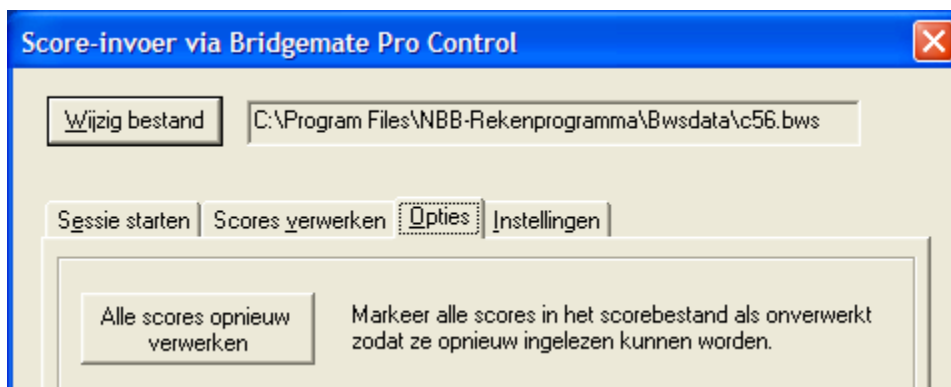 Score-invoer via Bridgemate Pro Control
Wijzig bestand C:\Program Files\NBB-Rekenprogramma\Bwsdata\c56.bws
Sessie starten Scores verwerken Opties Instellingen
Alle scores opnieuw verwerken
Markeer alle scores in het scorebestand als onverwerkt
zodat ze opnieuw ingelezen kunnen worden.